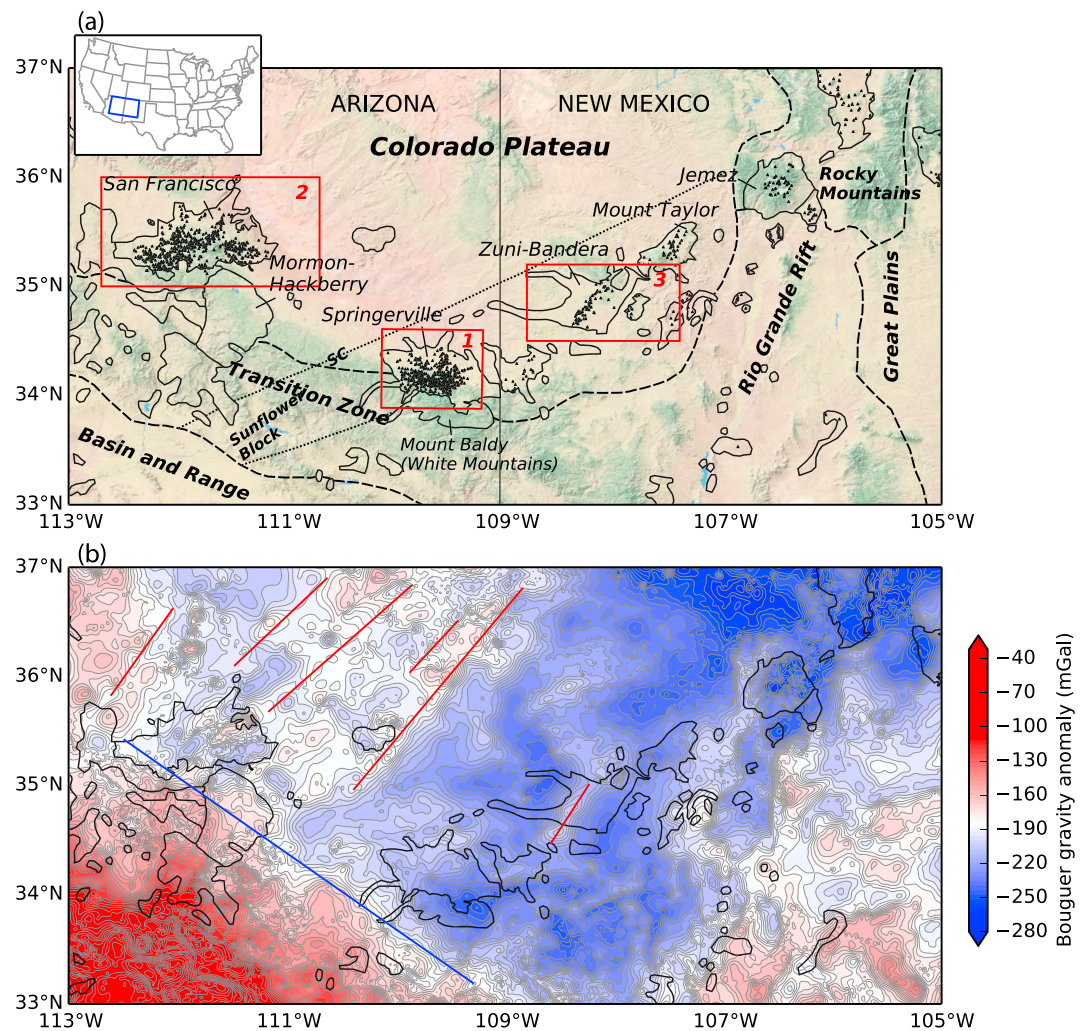 (a)
37°N
36°N
35°N
34°N
33°N
113°W
111°W
109°W
107°W
105°W
ARIZONA
NEW MEXICO
Colorado Plateau
San Francisco
2
Jemez
Rocky
Mountains
Mount Taylor
Zuni-Bandera
Mormon-
Hackberry
3
Springerville
1
SC
Transition Zone
Sunflower
Block
Basin and Range
Mount Baldy
(White Mountains)
Rio Grande Rift
Great Plains
(b)
37°N
36°N
35°N
34°N
33°N
113°W
111°W
109°W
107°W
105°W
−40
−70
−100
−130
−160
−190
−220
−250
−280
Bouguer gravity anomaly (mGal)